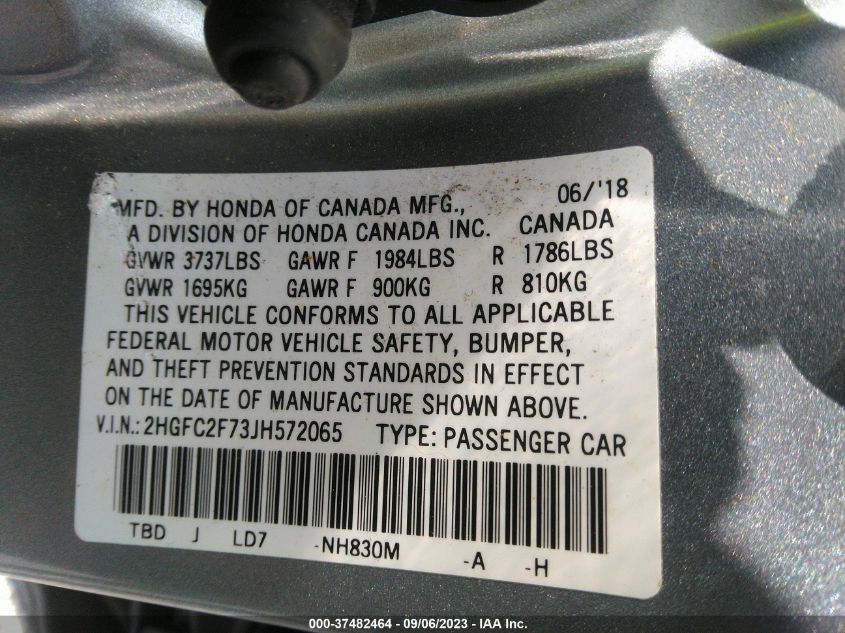 MFD. BY HONDA OF CANADA MFG., 06/'18
A DIVISION OF HONDA CANADA INC. CANADA
GVWR 3737LBS GAWR F 1984LBS R 1786LBS
GVWR 1695KG GAWR F 900KG R 810KG
THIS VEHICLE CONFORMS TO ALL APPLICABLE
FEDERAL MOTOR VEHICLE SAFETY, BUMPER,
AND THEFT PREVENTION STANDARDS IN EFFECT
ON THE DATE OF MANUFACTURE SHOWN ABOVE.
V.I.N.: 2HGFC2F73JH572065 TYPE: PASSENGER CAR
TBD J LD7 -NH830M -A -H
000-37482464 - 09/06/2023 - IAA Inc.